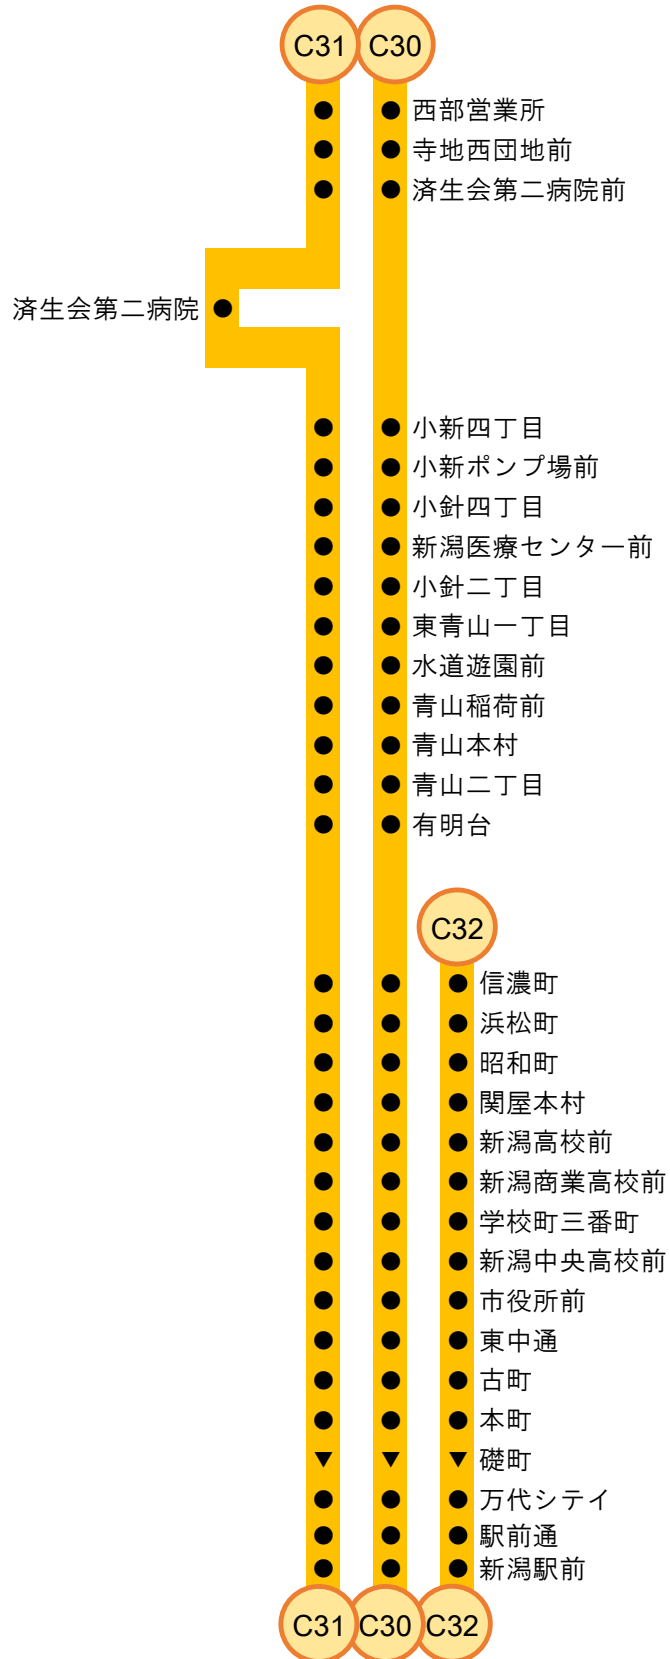 C31 C30
西部営業所
寺地西団地前
済生会第二病院前
済生会第二病院
小新四丁目
小新ポンプ場前
小針四丁目
新潟医療センター前
小針二丁目
東青山一丁目
水道遊園前
青山稲荷前
青山本村
青山二丁目
有明台
C32
信濃町
浜松町
昭和町
関屋本村
新潟高校前
新潟商業高校前
学校町三番町
新潟中央高校前
市役所前
東中通
古町
本町
礎町
万代シテイ
駅前通
新潟駅前
C31 C30 C32